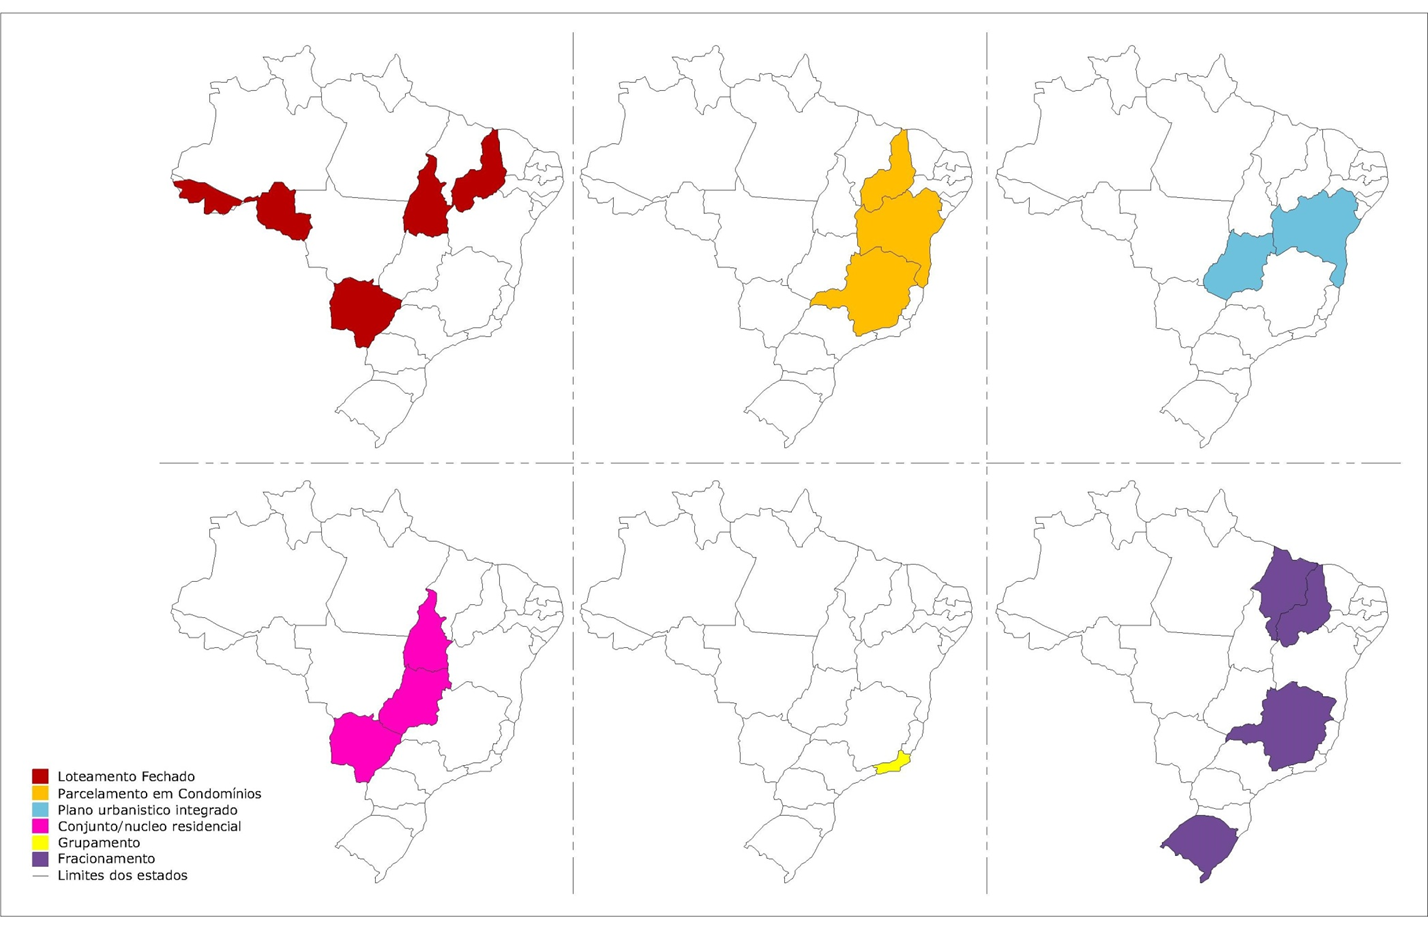 Loteamento Fechado
Parcelamento em Condomínios
Plano urbanistico integrado
Conjunto/nucleo residencial
Grupamento
Fracionamento
Limites dos estados